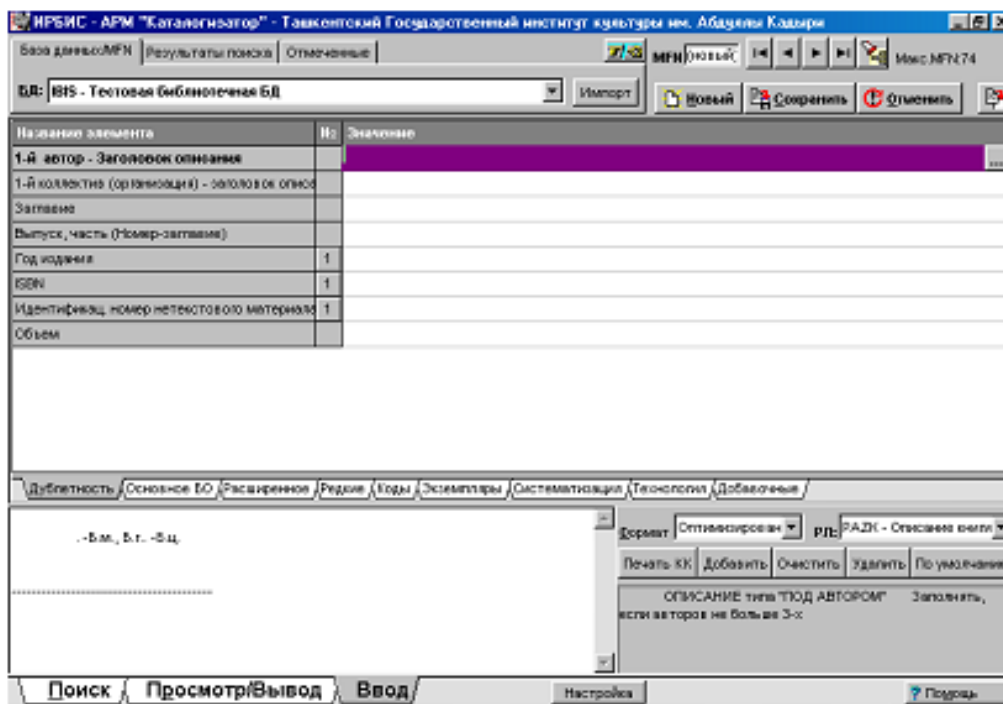 ИРБИС - АРМ "Каталогизатор" - Ташкентский Государственный институт культуры им. Абдуллы Кадыри
База данных/MFN Результаты поиска Отмеченные MFN (новый) Макс.MFN:74
БД: IBIS - Тестовая библиотечная БД Импорт Новый Сохранить Отменить
Название элемента № Значение
1-й автор - Заголовок описания ...
1-й коллектив (организация) - заголовок описа
Заглавие
Выпуск, часть (Номер-заглавие)
Год издания 1
ISBN 1
Идентификац. номер нетекстового материала 1
Объем
Дублетность Основное БО Расширенное Редкие Коды Экземпляры Систематизация Технология Добавочные
. -Б.м., Б.г. -Б.ц. Формат Оптимизирован РЛ: PAZK - Описание книги
Печать КК Добавить Очистить Удалить По умолчанию
ОПИСАНИЕ типа "ПОД АВТОРОМ" Заполнять,
если авторов не больше 3-х
Поиск Просмотр/Вывод Ввод Настройка ? Помощь